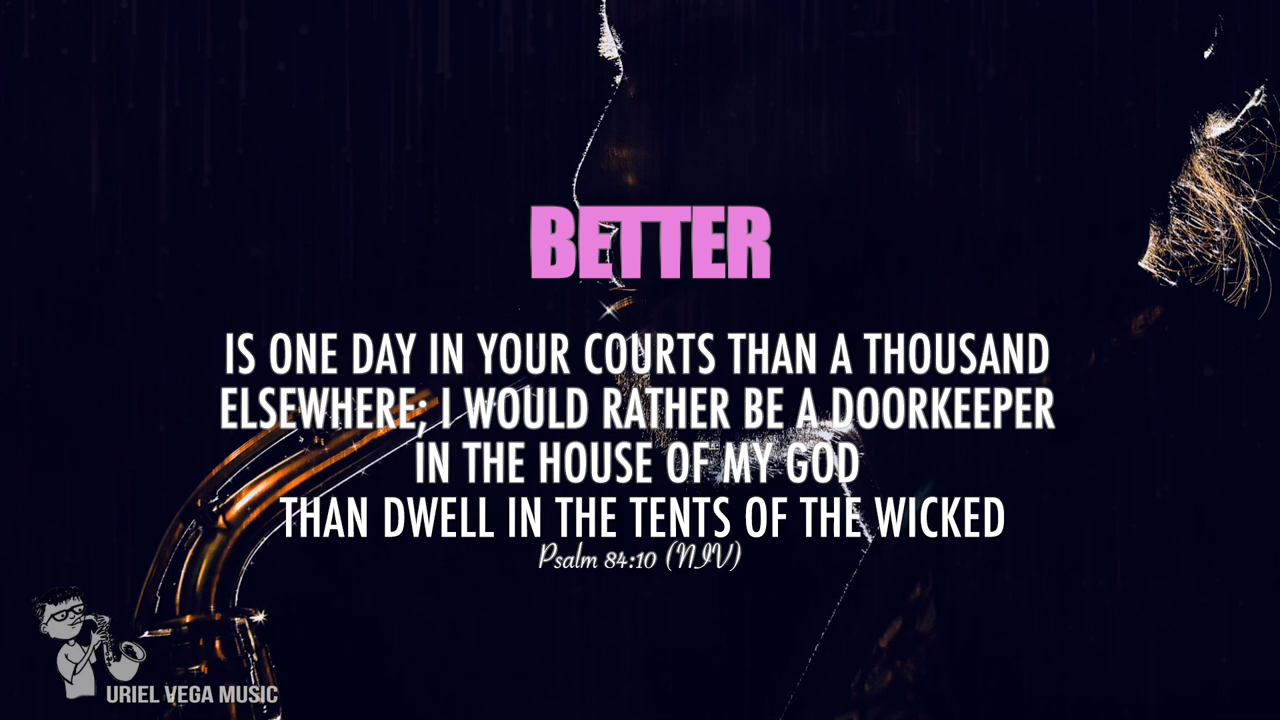 BETTER
IS ONE DAY IN YOUR COURTS THAN A THOUSAND
ELSEWHERE; I WOULD RATHER BE A DOORKEEPER
IN THE HOUSE OF MY GOD
THAN DWELL IN THE TENTS OF THE WICKED
Psalm 84:10 (NIV)
URIEL VEGA MUSIC